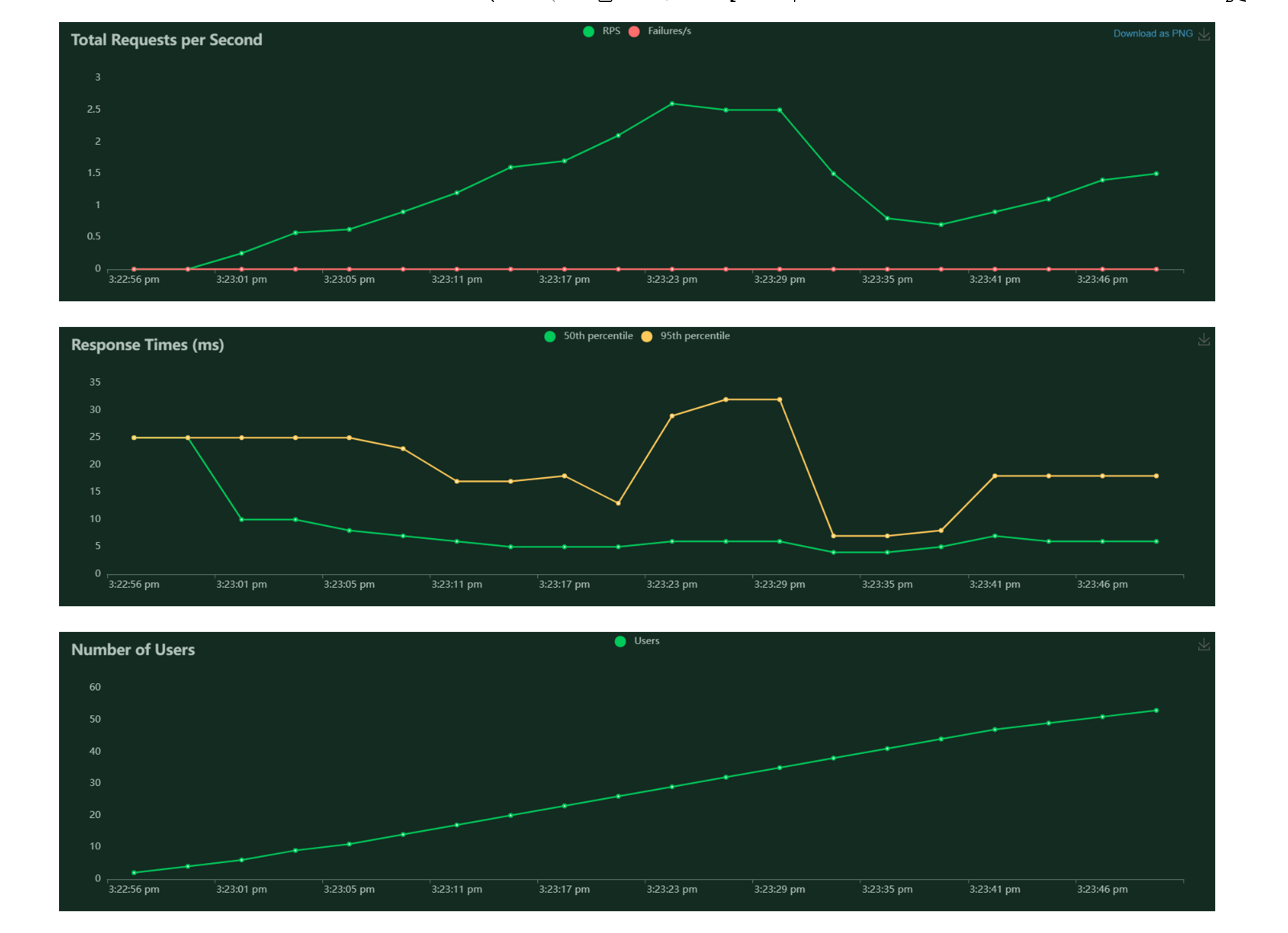 Total Requests per Second
RPS Failures/s
Download as PNG
3
2.5
2
1.5
1
0.5
0
3:22:56 pm 3:23:01 pm 3:23:05 pm 3:23:11 pm 3:23:17 pm 3:23:23 pm 3:23:29 pm 3:23:35 pm 3:23:41 pm 3:23:46 pm
Response Times (ms)
50th percentile 95th percentile
35
30
25
20
15
10
5
0
3:22:56 pm 3:23:01 pm 3:23:05 pm 3:23:11 pm 3:23:17 pm 3:23:23 pm 3:23:29 pm 3:23:35 pm 3:23:41 pm 3:23:46 pm
Number of Users
Users
60
50
40
30
20
10
0
3:22:56 pm 3:23:01 pm 3:23:05 pm 3:23:11 pm 3:23:17 pm 3:23:23 pm 3:23:29 pm 3:23:35 pm 3:23:41 pm 3:23:46 pm